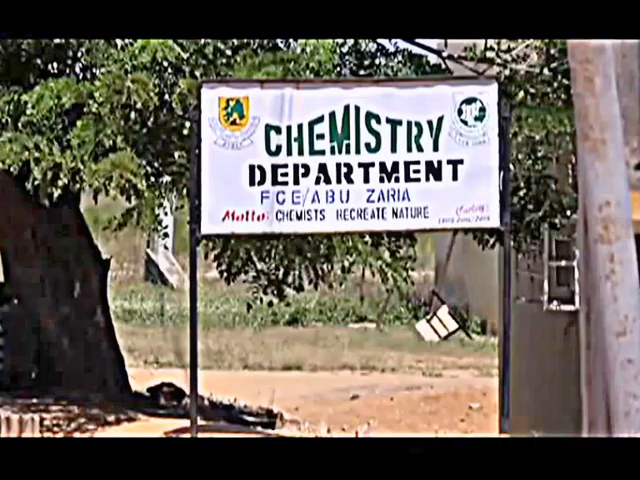 CHEMISTRY
DEPARTMENT
FCE/ABU ZARIA
Motto: CHEMISTS RECREATE NATURE